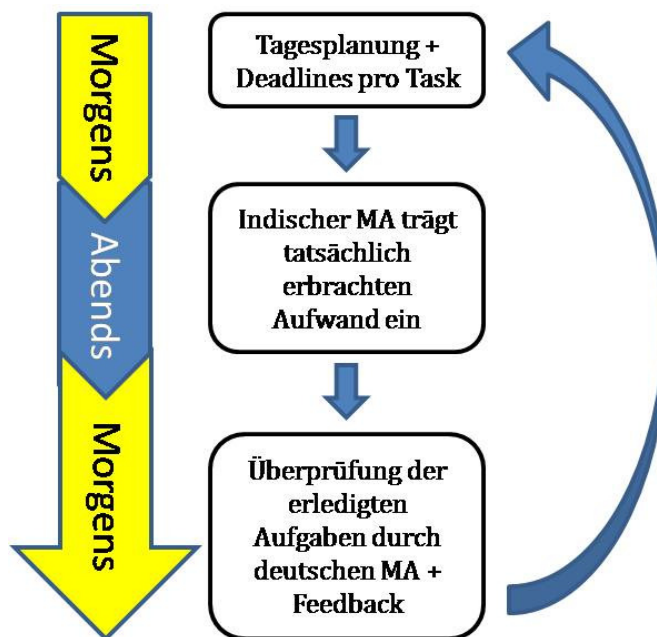 Morgens
Tagesplanung +
Deadlines pro Task
Abends
Indischer MA trägt
tatsächlich
erbrachten
Aufwand ein
Morgens
Überprüfung der
erledigten
Aufgaben durch
deutschen MA +
Feedback